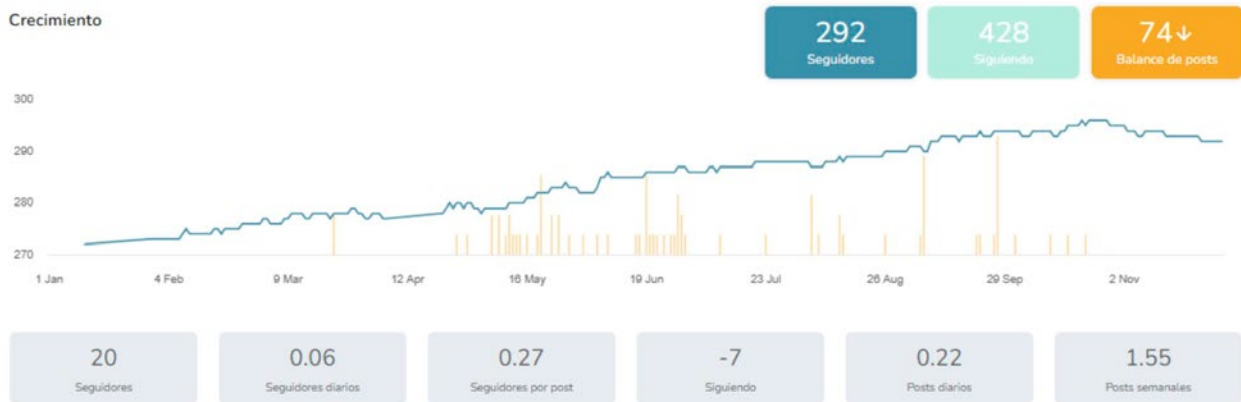 Crecimiento
292
Seguidores
428
Siguiendo
74↓
Balance de posts
300
290
280
270
1 Jan
4 Feb
9 Mar
12 Apr
16 May
19 Jun
23 Jul
26 Aug
29 Sep
2 Nov
20
Seguidores
0.06
Seguidores diarios
0.27
Seguidores por post
-7
Siguiendo
0.22
Posts diarios
1.55
Posts semanales